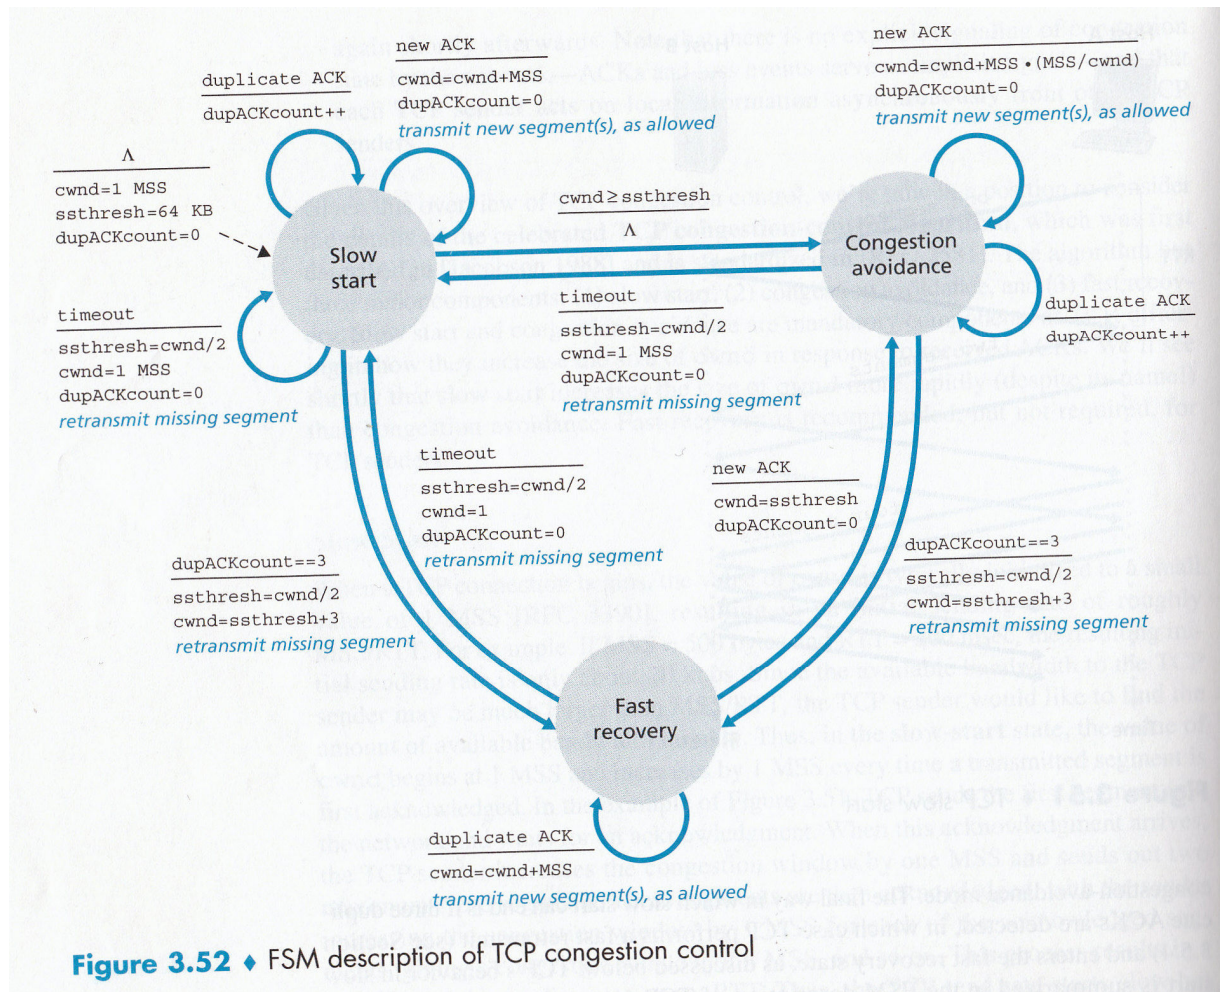 new ACK
cwnd=cwnd+MSS
dupACKcount=0
transmit new segment(s), as allowed
duplicate ACK
dupACKcount++
new ACK
cwnd=cwnd+MSS•(MSS/cwnd)
dupACKcount=0
transmit new segment(s), as allowed
Λ
cwnd=1 MSS
ssthresh=64 KB
dupACKcount=0
Slow
start
cwnd≥ssthresh
Λ
Congestion
avoidance
timeout
ssthresh=cwnd/2
cwnd=1 MSS
dupACKcount=0
retransmit missing segment
timeout
ssthresh=cwnd/2
cwnd=1 MSS
dupACKcount=0
retransmit missing segment
duplicate ACK
dupACKcount++
timeout
ssthresh=cwnd/2
cwnd=1
dupACKcount=0
retransmit missing segment
new ACK
cwnd=ssthresh
dupACKcount=0
dupACKcount==3
ssthresh=cwnd/2
cwnd=ssthresh+3
retransmit missing segment
dupACKcount==3
ssthresh=cwnd/2
cwnd=ssthresh+3
retransmit missing segment
Fast
recovery
duplicate ACK
cwnd=cwnd+MSS
transmit new segment(s), as allowed
Figure 3.52 ♦ FSM description of TCP congestion control